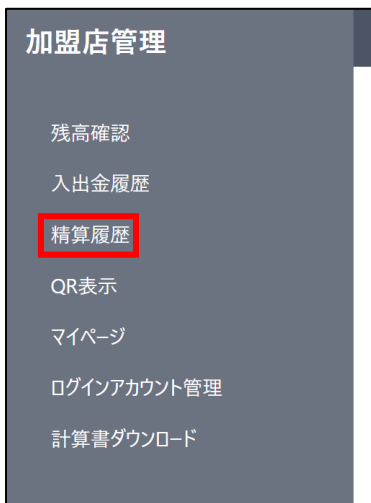 加盟店管理
残高確認
入出金履歴
精算履歴
QR表示
マイページ
ログインアカウント管理
計算書ダウンロード